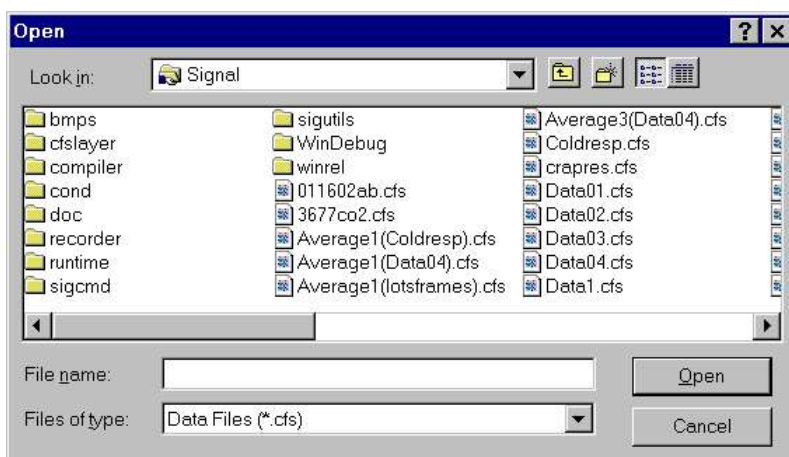 Open
Look in: Signal
bmps
cfslayer
compiler
cond
doc
recorder
runtime
sigcmd
sigutils
WinDebug
winrel
011602ab.cfs
3677co2.cfs
Average1(Coldresp).cfs
Average1(Data04).cfs
Average1(lotsframes).cfs
Average3(Data04).cfs
Coldresp.cfs
crapres.cfs
Data01.cfs
Data02.cfs
Data03.cfs
Data04.cfs
Data1.cfs
File name:
Open
Files of type: Data Files (*.cfs)
Cancel